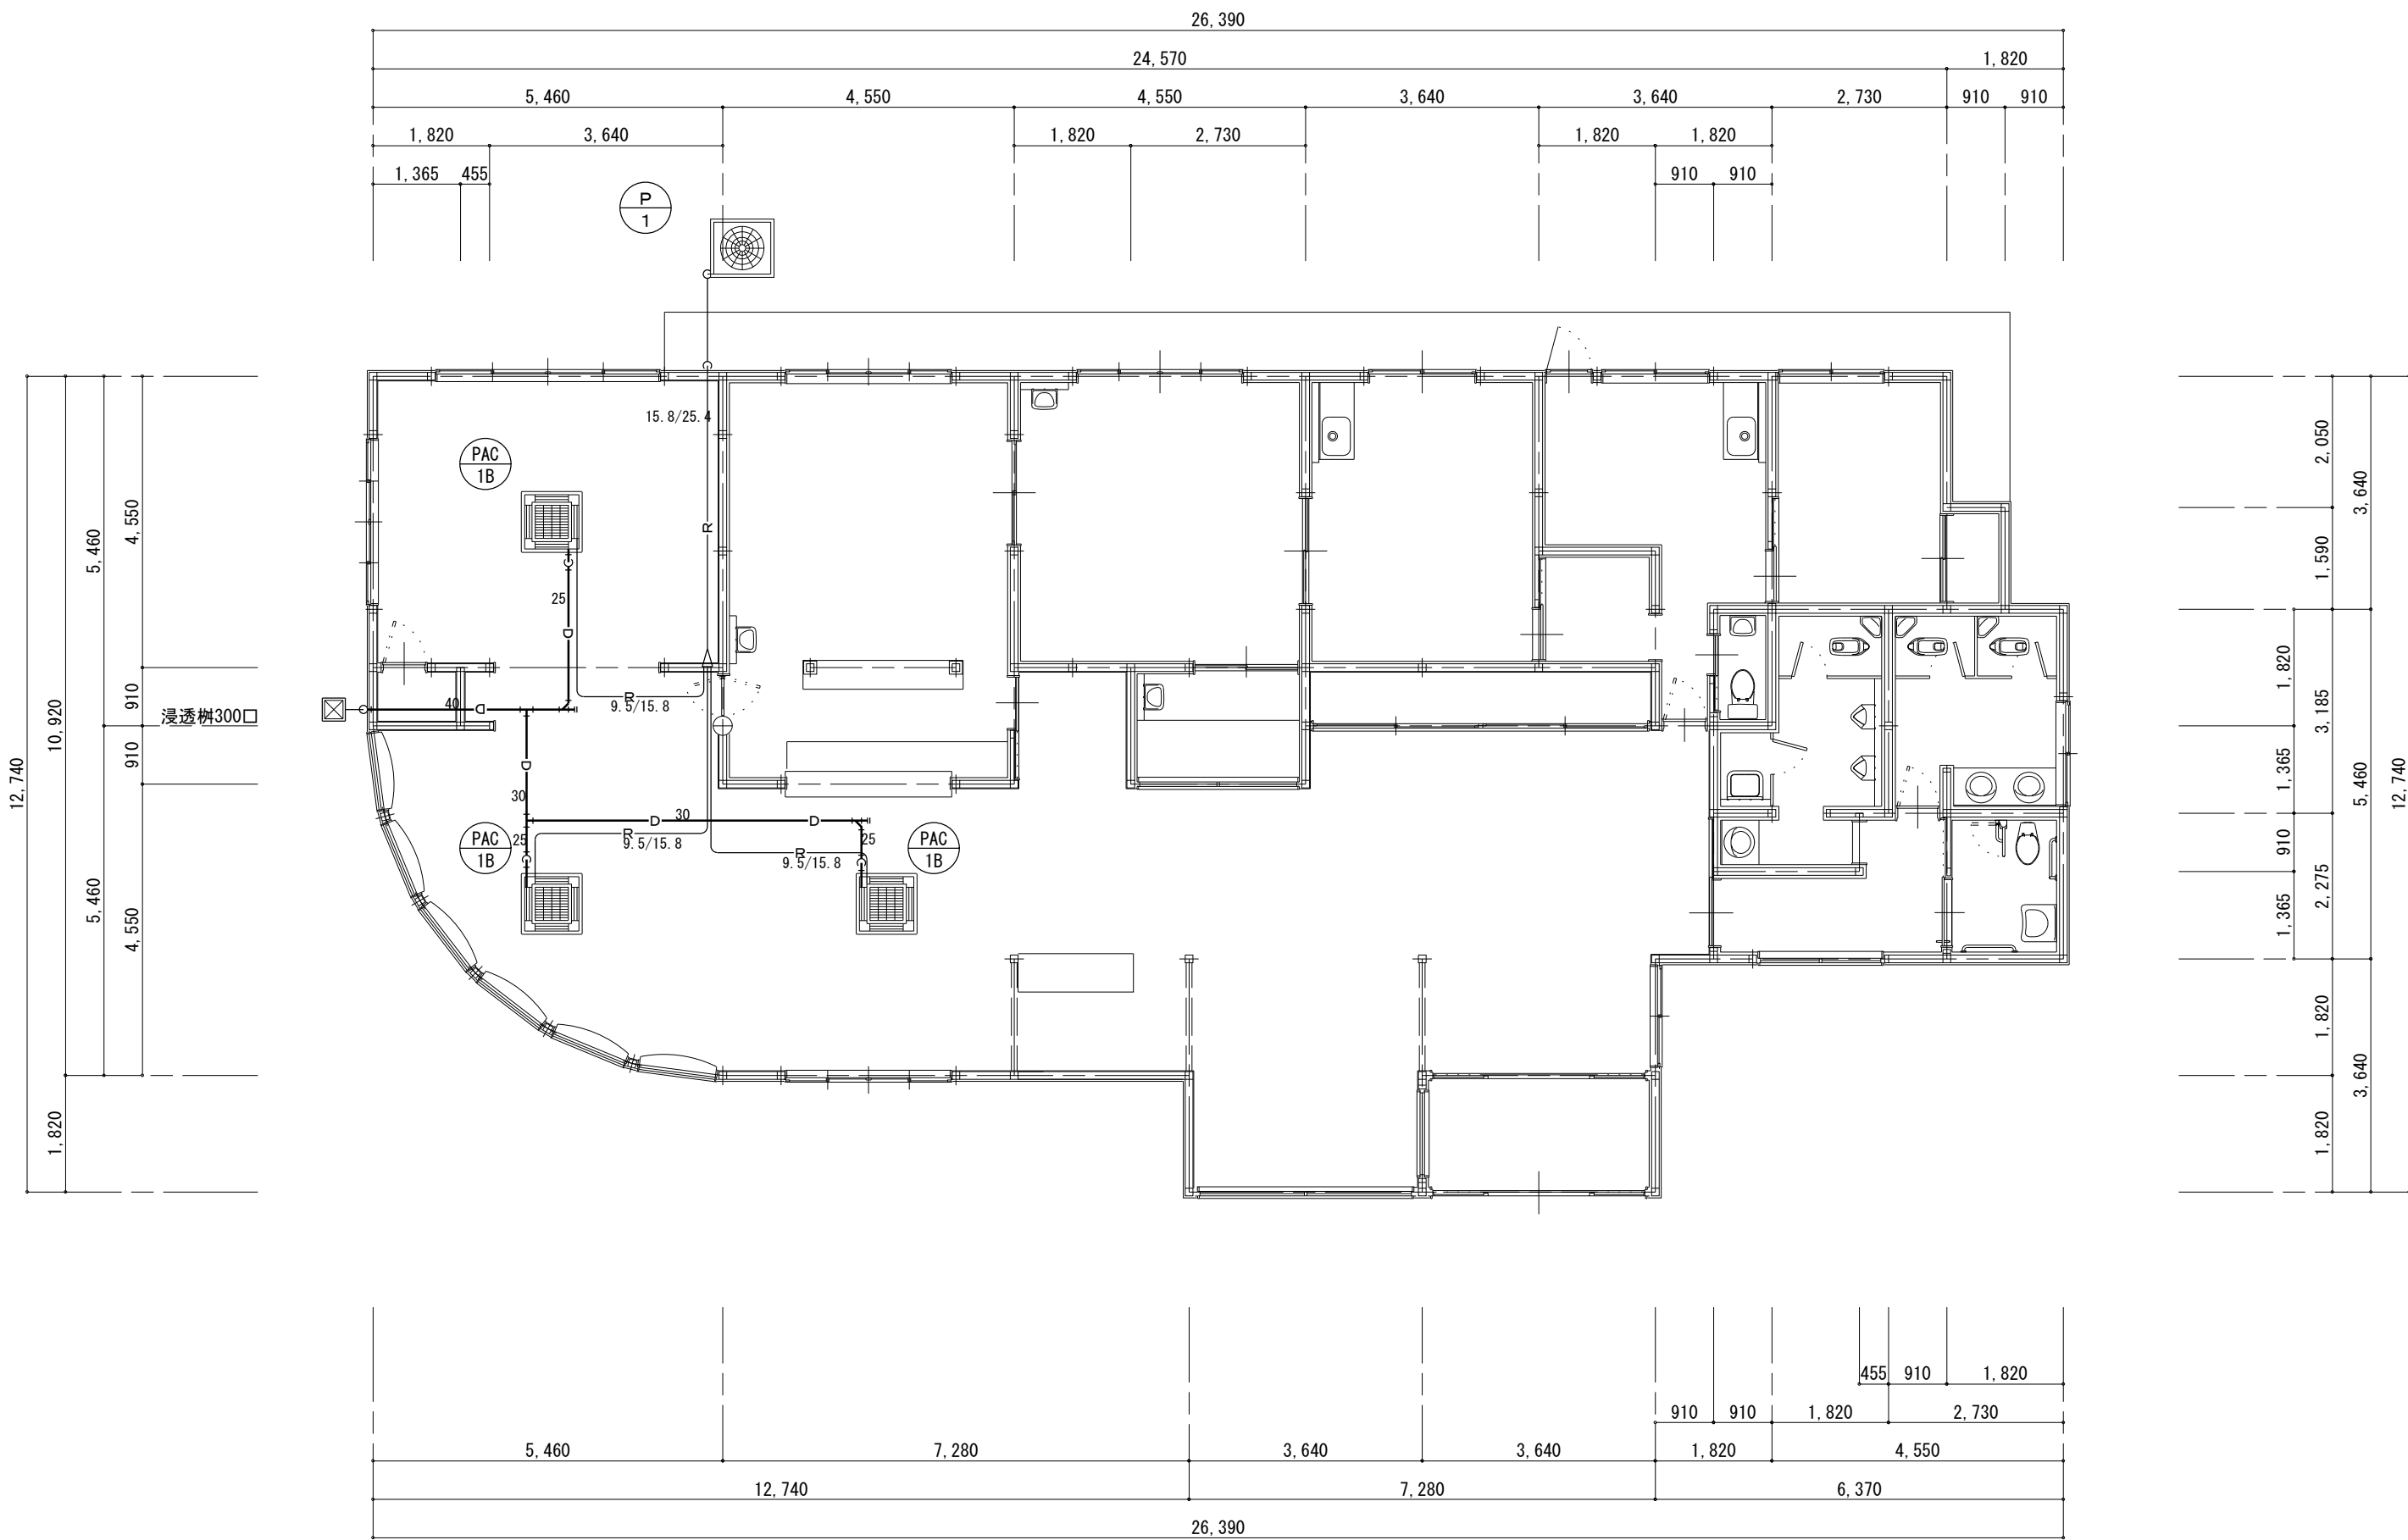 26,390
24,570 1,820
5,460 4,550 4,550 3,640 3,640 2,730 910 910
1,820 3,640 1,820 2,730 1,820 1,820
1,365 455 910 910
P
1
15.8/25.4
PAC
1B
R
25
D
R
9.5/15.8
40
D
浸透桝300口
D
30
D
30
D
R
9.5/15.8
25
PAC
1B
25
PAC
1B
R
9.5/15.8
12,740
10,920
1,820
5,460
5,460
4,550
910
910
4,550
2,050
1,590
1,820
1,365
910
1,365
3,185
2,275
1,820
1,820
3,640
5,460
3,640
12,740
455 910 1,820
910 910 1,820 2,730
5,460 7,280 3,640 3,640 1,820 4,550
12,740 7,280 6,370
26,390